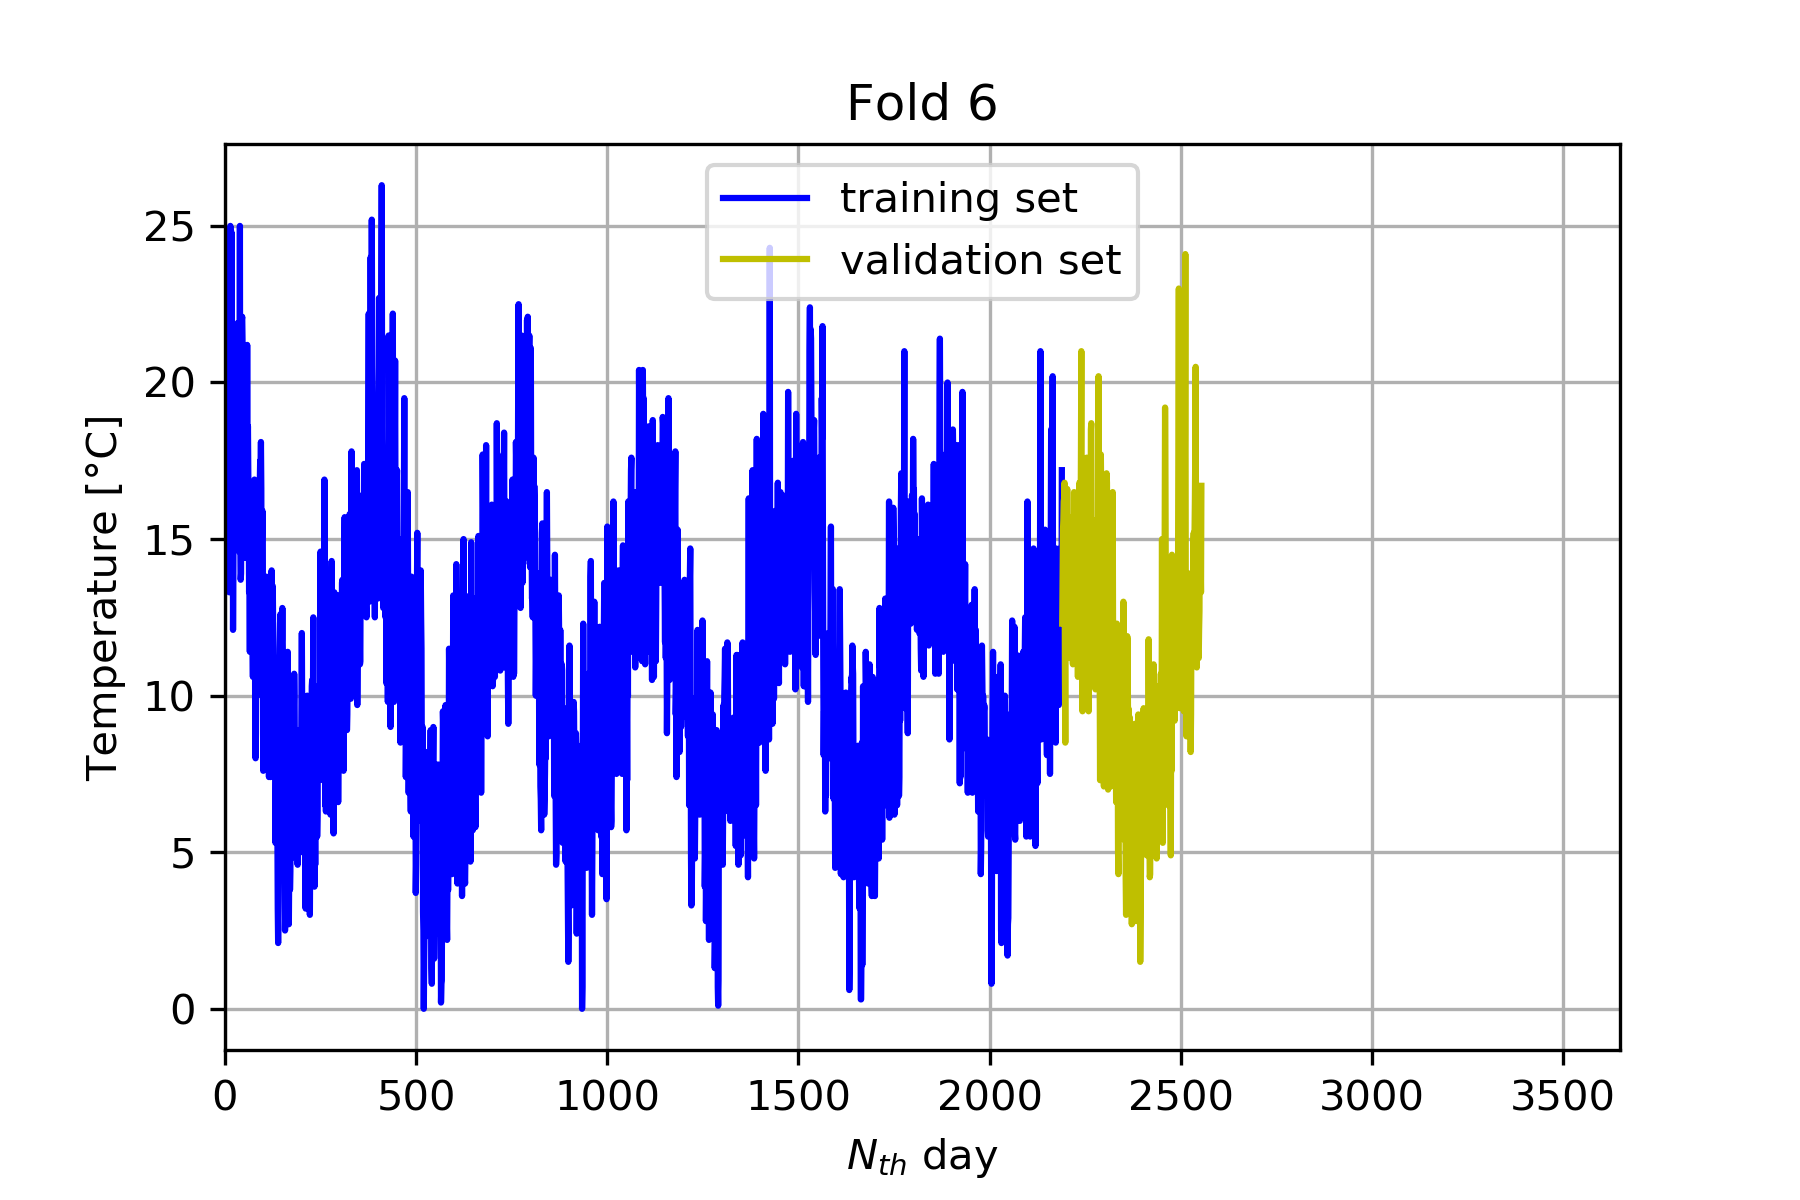 Fold 6
training set
validation set
Temperature [°C]
25
20
15
10
5
0
0 500 1000 1500 2000 2500 3000 3500
N_th day